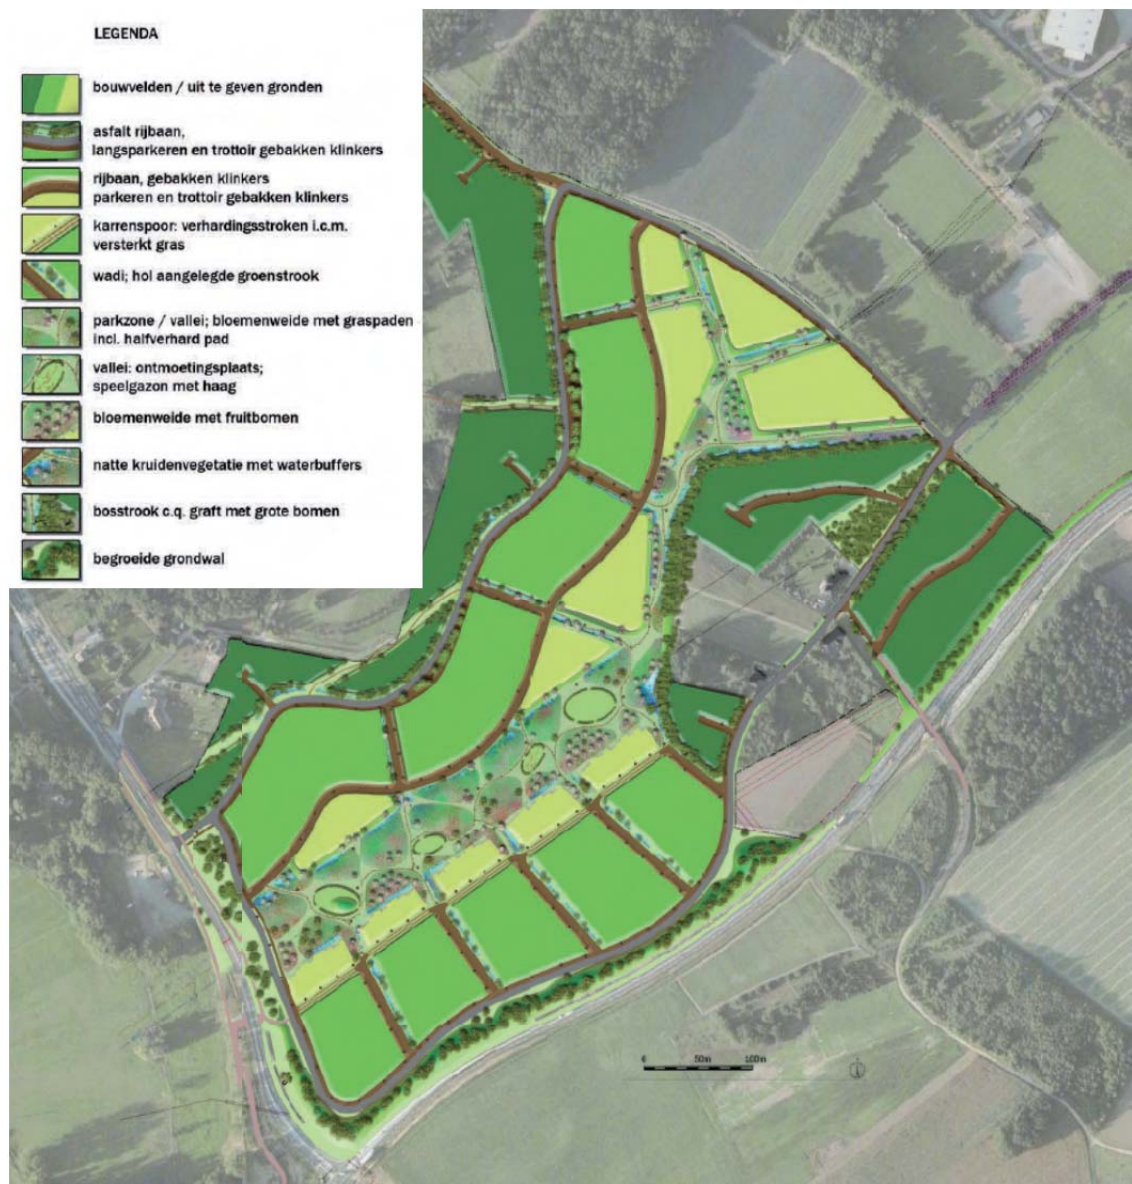 LEGENDA
bouwvelden / uit te geven gronden
asfalt rijbaan,
langsparkeren en trottoir gebakken klinkers
rijbaan, gebakken klinkers
parkeren en trottoir gebakken klinkers
karrenspoor: verhardingsstroken i.c.m.
versterkt gras
wadi; hol aangelegde groenstrook
parkzone / vallei; bloemenweide met graspaden
incl. halfverhard pad
vallei: ontmoetingsplaats;
speelgazon met haag
bloemenweide met fruitbomen
natte kruidenvegetatie met waterbuffers
bosstrook c.q. graft met grote bomen
begroeide grondwal
0 50m 100m